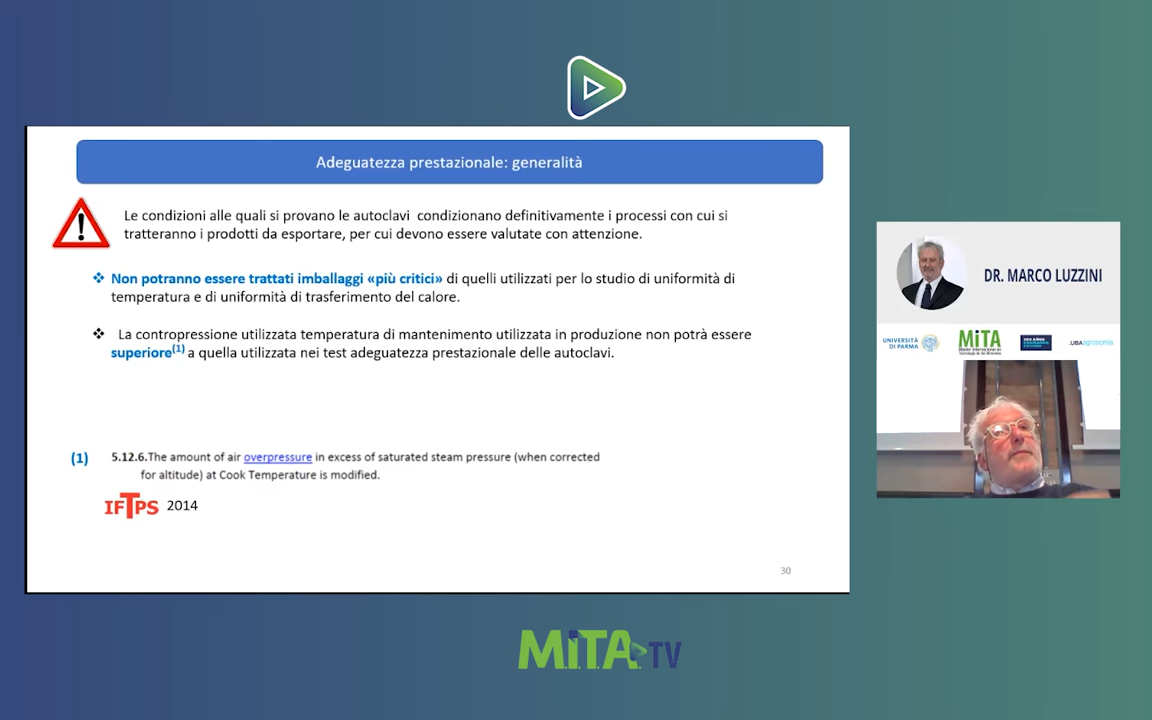 Adeguatezza prestazionale: generalità
Le condizioni alle quali si provano le autoclavi condizionano definitivamente i processi con cui si
tratteranno i prodotti da esportare, per cui devono essere valutate con attenzione.
❖ Non potranno essere trattati imballaggi «più critici» di quelli utilizzati per lo studio di uniformità di
temperatura e di uniformità di trasferimento del calore.
❖ La contropressione utilizzata temperatura di mantenimento utilizzata in produzione non potrà essere
superiore(1) a quella utilizzata nei test adeguatezza prestazionale delle autoclavi.
(1) 5.12.6.The amount of air overpressure in excess of saturated steam pressure (when corrected
for altitude) at Cook Temperature is modified.
IFTPS 2014
30
DR. MARCO LUZZINI
UNIVERSITÀ
DI PARMA
MiTA
.UBAagronomía
MiTA TV